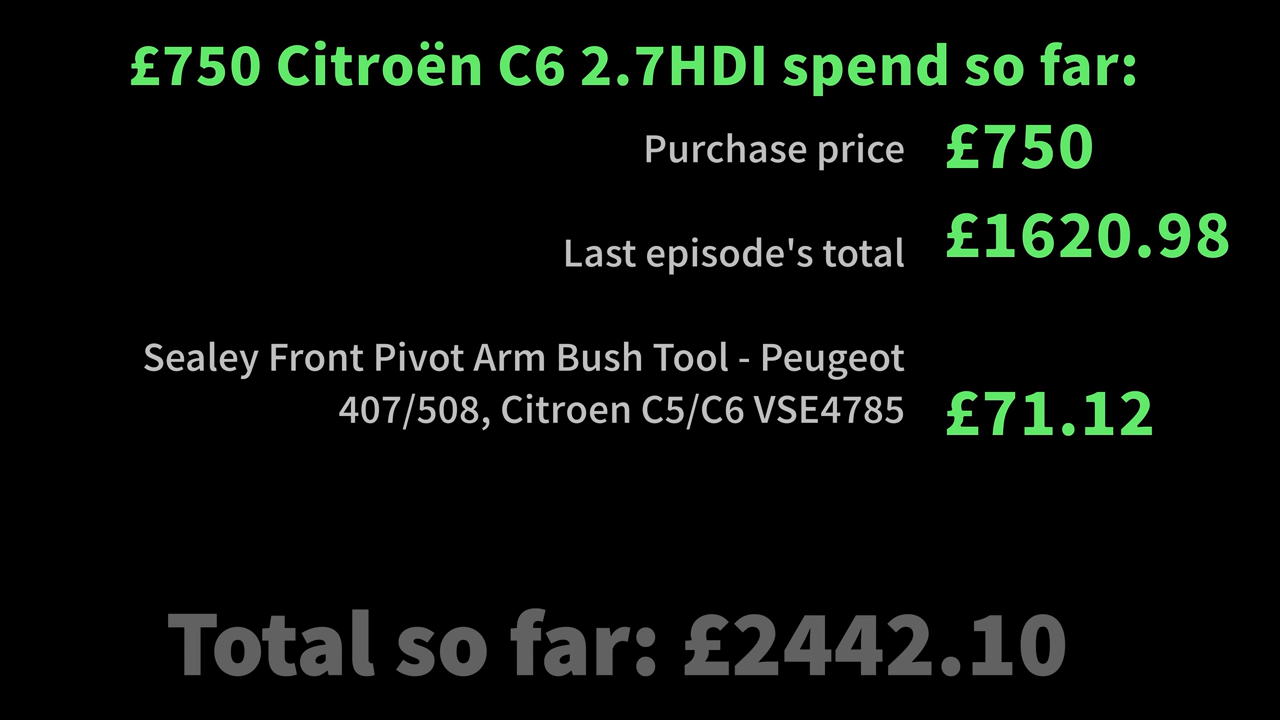 £750 Citroën C6 2.7HDI spend so far:
Purchase price £750
Last episode's total £1620.98
Sealey Front Pivot Arm Bush Tool - Peugeot
407/508, Citroen C5/C6 VSE4785 £71.12
Total so far: £2442.10